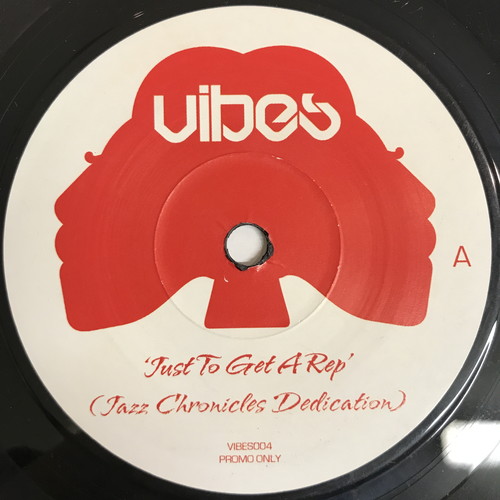 vibes
A
'Just To Get A Rep'
(Jazz Chronicles Dedication)
VIBES004
PROMO ONLY